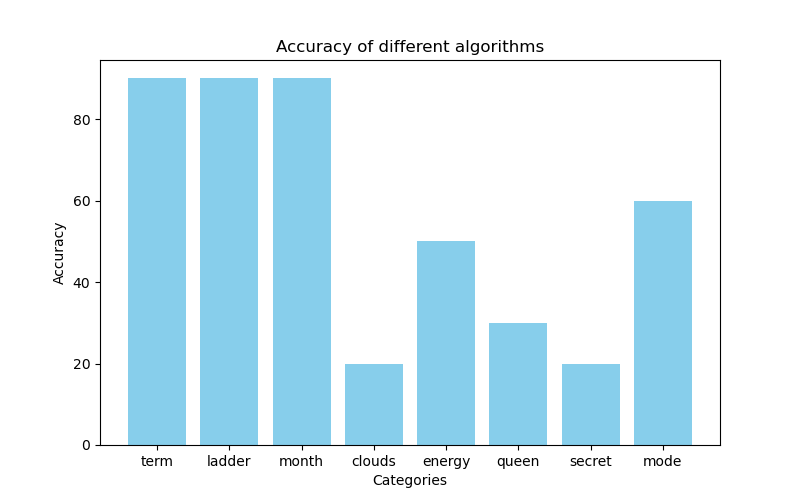 Accuracy of different algorithms
Accuracy
80
60
40
20
0
term ladder month clouds energy queen secret mode
Categories